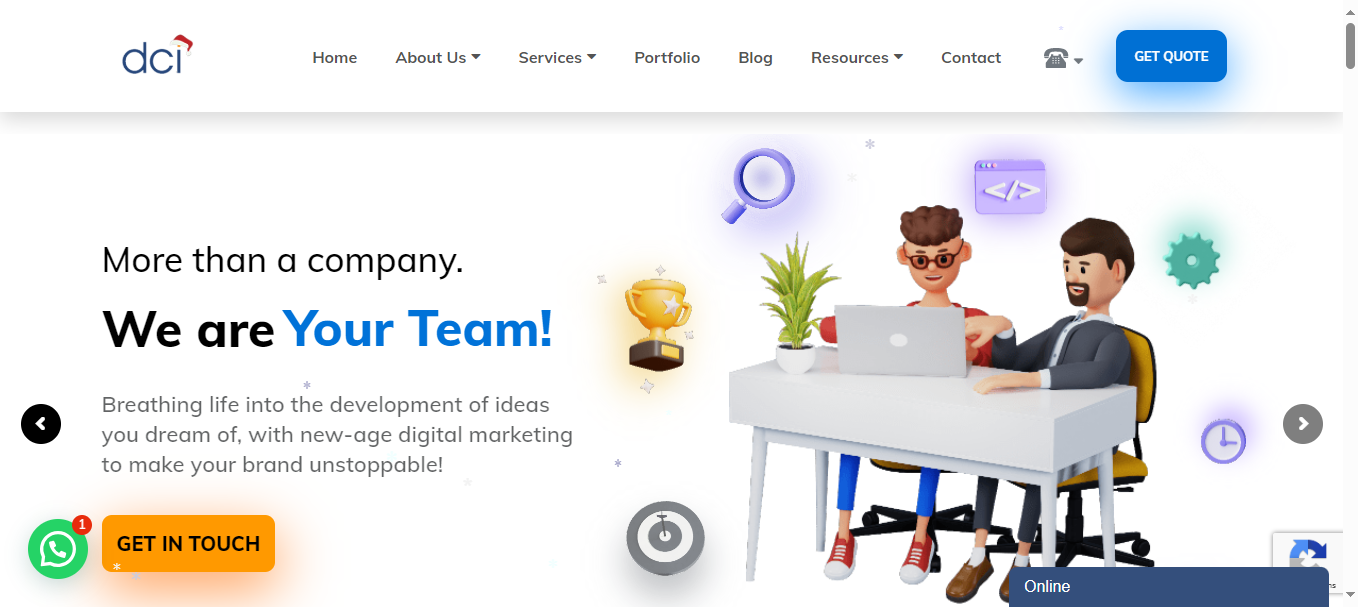 dci
Home
About Us
Services
Portfolio
Blog
Resources
Contact
GET QUOTE
</>
More than a company.
We are Your Team!
Breathing life into the development of ideas
you dream of, with new-age digital marketing
to make your brand unstoppable!
1
GET IN TOUCH
Online